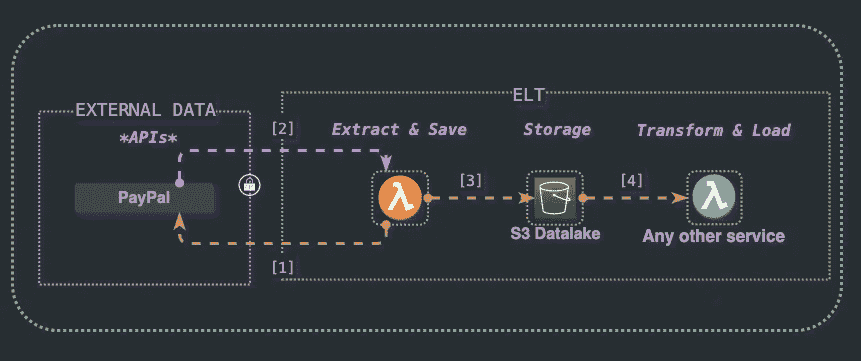 ELT
EXTERNAL DATA
*APIs*
[2]
Extract & Save
Storage
Transform & Load
PayPal
λ
[3]
[4]
λ
S3 Datalake
Any other service
[1]